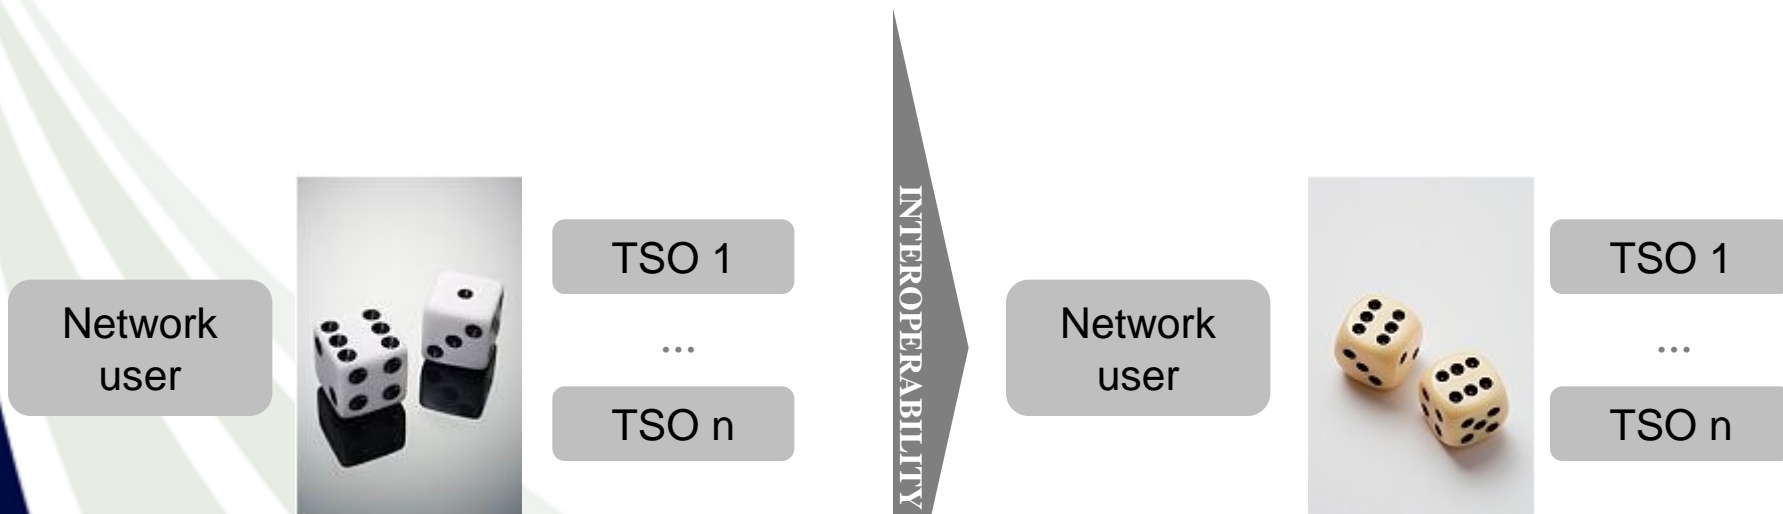 Network
user
TSO 1
...
TSO n
INTEROPERABILITY
Network
user
TSO 1
...
TSO n